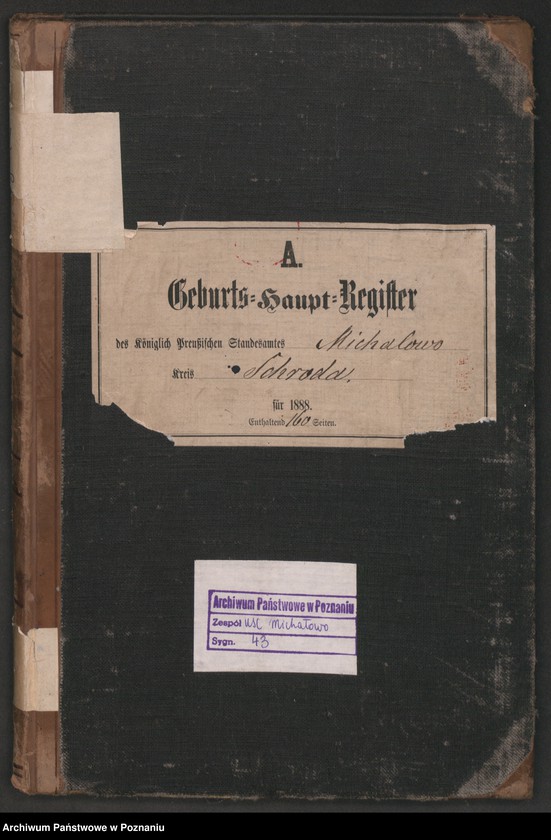 A.
Geburts-Haupt-Register
des Königlich Preußischen Standesamtes Michalowo
Kreis Schroda.
für 1888.
Enthaltend 160 Seiten.
Archiwum Państwowe w Poznaniu
Zespół USC Michałowo
Sygn. 43
Archiwum Państwowe w Poznaniu